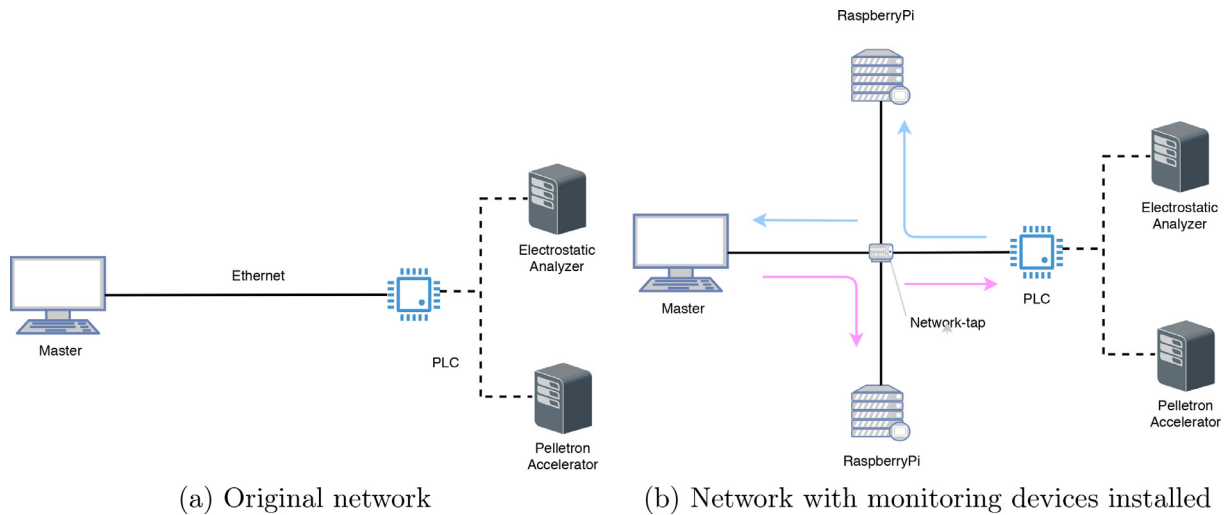 Ethernet
Master
PLC
Electrostatic
Analyzer
Pelletron
Accelerator
(a) Original network
RaspberryPi
Master
Network-tap
PLC
Electrostatic
Analyzer
Pelletron
Accelerator
RaspberryPi
(b) Network with monitoring devices installed